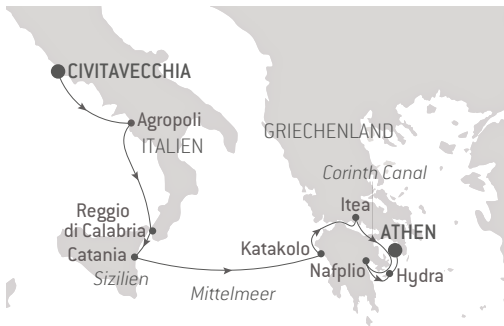 CIVITAVECCHIA
Agropoli
ITALIEN
GRIECHENLAND
Corinth Canal
Itea
Reggio
di Calabria
ATHEN
Catania
Katakolo
Sizilien
Nafplio
Hydra
Mittelmeer